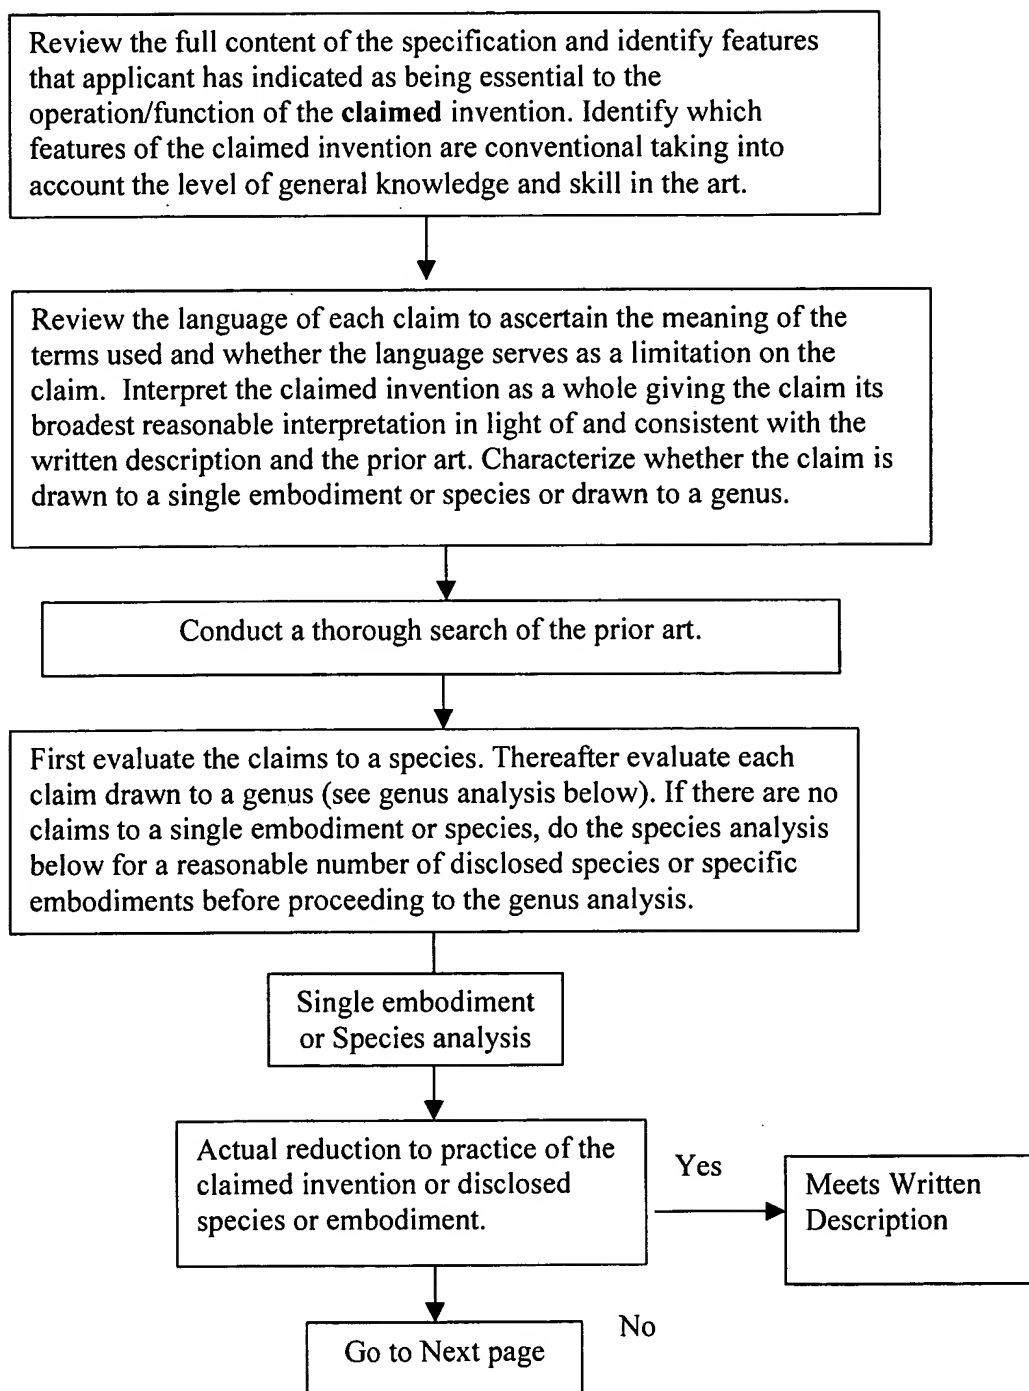 Review the full content of the specification and identify features
that applicant has indicated as being essential to the
operation/function of the claimed invention. Identify which
features of the claimed invention are conventional taking into
account the level of general knowledge and skill in the art.
Review the language of each claim to ascertain the meaning of the
terms used and whether the language serves as a limitation on the
claim. Interpret the claimed invention as a whole giving the claim its
broadest reasonable interpretation in light of and consistent with the
written description and the prior art. Characterize whether the claim is
drawn to a single embodiment or species or drawn to a genus.
Conduct a thorough search of the prior art.
First evaluate the claims to a species. Thereafter evaluate each
claim drawn to a genus (see genus analysis below). If there are no
claims to a single embodiment or species, do the species analysis
below for a reasonable number of disclosed species or specific
embodiments before proceeding to the genus analysis.
Single embodiment
or Species analysis
Actual reduction to practice of the
claimed invention or disclosed
species or embodiment.
Yes
Meets Written
Description
No
Go to Next page